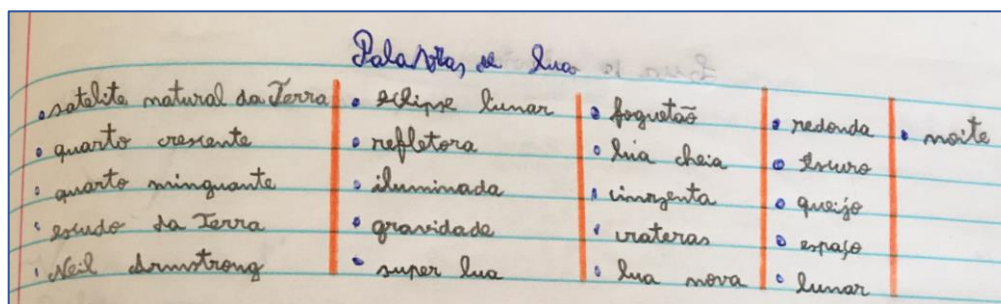 Palavras de lua
• satelite natural da Terra
• quarto crescente
• quarto minguante
• escudo da Terra
• Neil Armstrong
• eclipse lunar
• refletora
• iluminada
• gravidade
• super lua
• foguetão
• lua cheia
• cinzenta
• crateras
• lua nova
• redonda
• escuro
• queijo
• espaço
• lunar
• noite